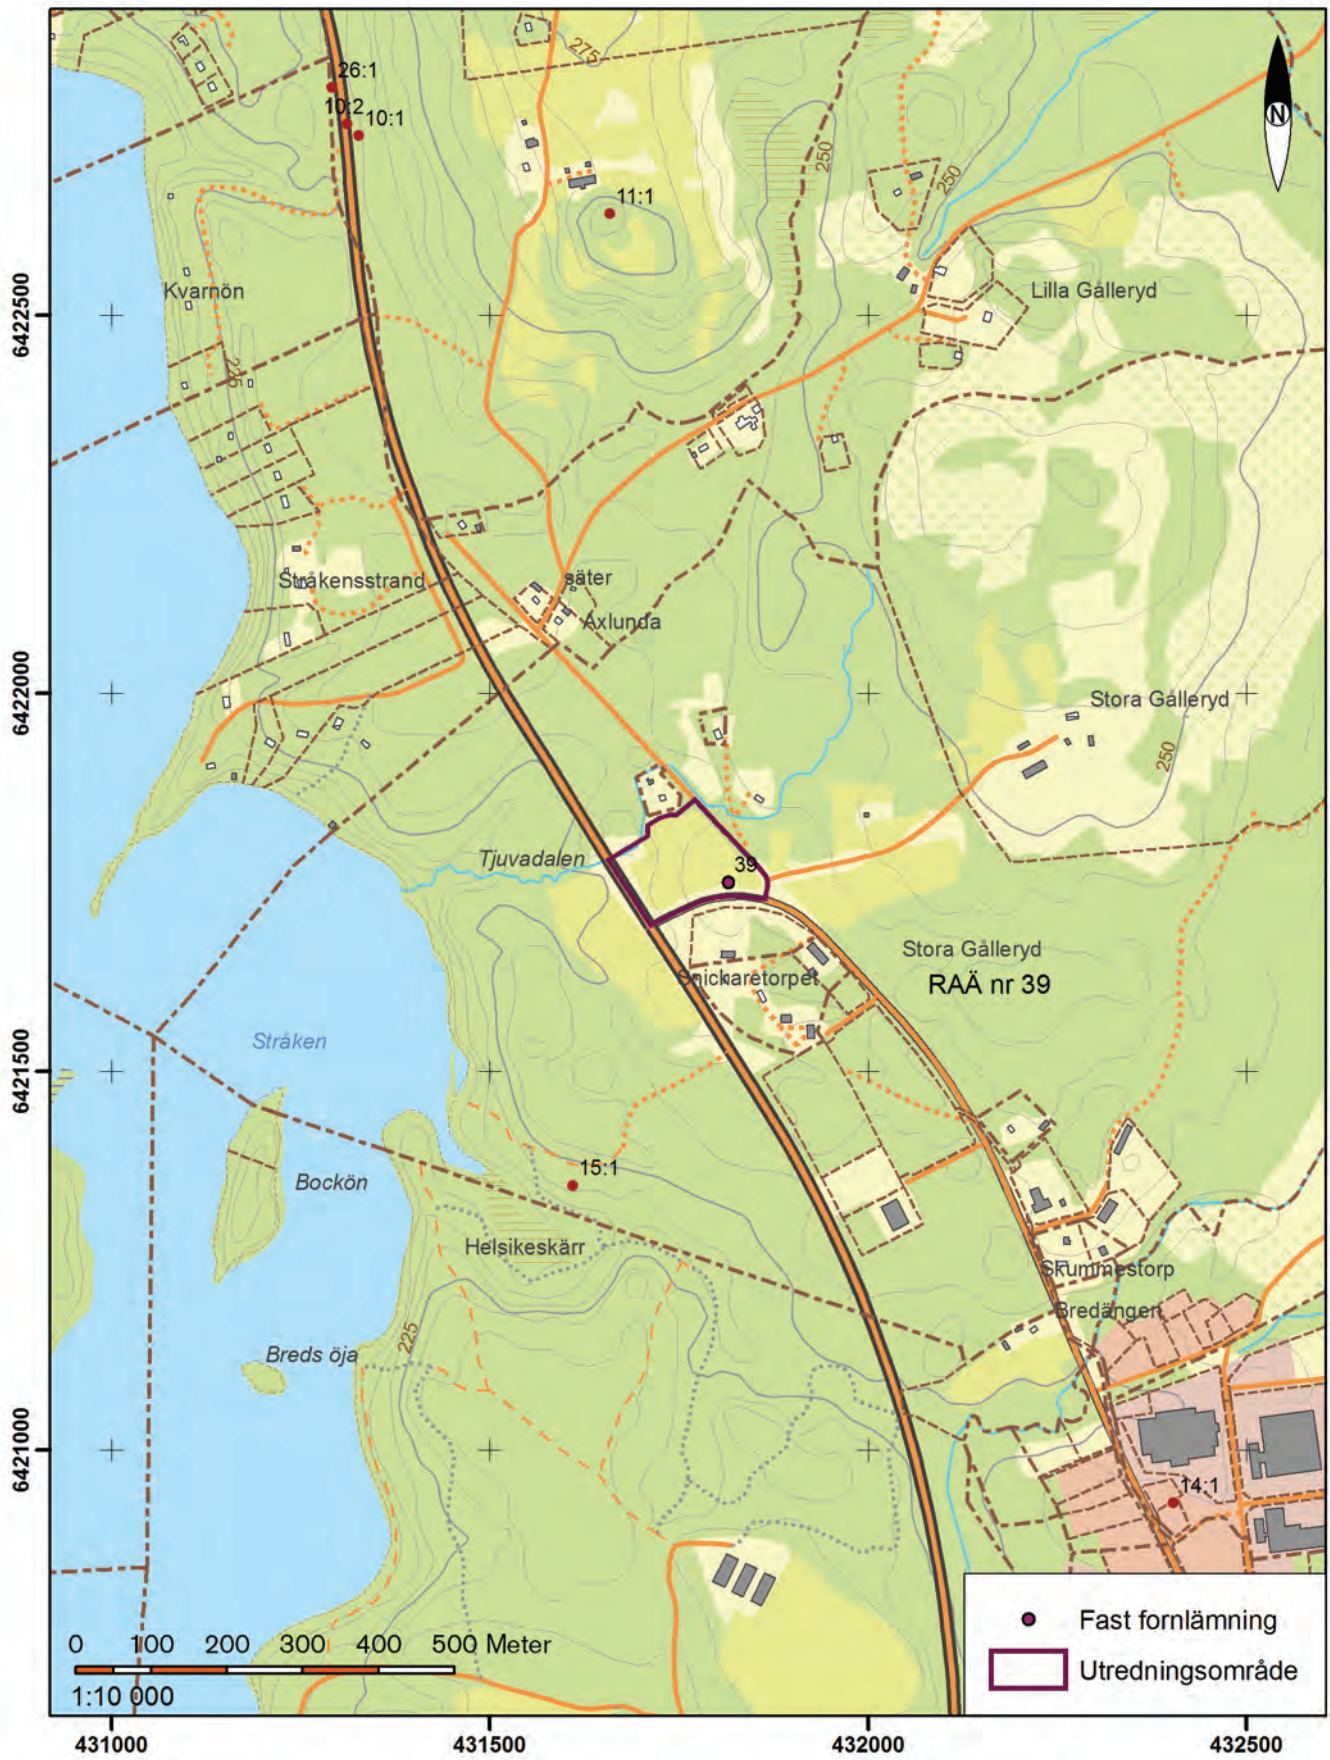 275
26:1
10:2
10:1
N
250
250
11:1
Kvarnön
Lilla Gålleryd
6422500
225
Stråkensstrand
säter
Axlunda
6422000
Stora Gålleryd
250
Tjuvadalen
39
Stora Gålleryd
Snickaretorpet
RAÄ nr 39
Stråken
6421500
15:1
Bockön
Helsikeskärr
Skummestorp
Bredängen
225
Breds öja
6421000
14:1
0 100 200 300 400 500 Meter
1:10 000
Fast fornlämning
Utredningsområde
431000 431500 432000 432500